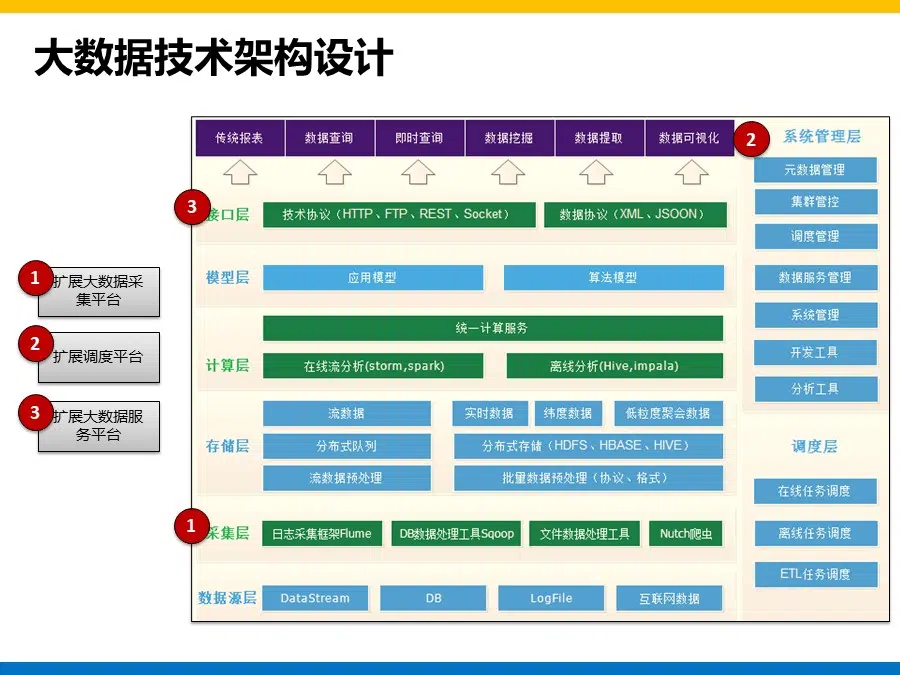 大数据技术架构设计
传统报表
数据查询
即时查询
数据挖掘
数据提取
数据可视化
2
系统管理层
元数据管理
集群管控
调度管理
数据服务管理
系统管理
开发工具
分析工具
3
接口层
技术协议（HTTP、FTP、REST、Socket）
数据协议（XML、JSOON）
模型层
应用模型
算法模型
1
扩展大数据采
集平台
2
扩展调度平台
3
扩展大数据服
务平台
统一计算服务
计算层
在线流分析(storm,spark)
离线分析(Hive,impala)
存储层
流数据
实时数据
纬度数据
低粒度聚会数据
分布式队列
分布式存储（HDFS、HBASE、HIVE）
流数据预处理
批量数据预处理（协议、格式）
调度层
在线任务调度
离线任务调度
ETL任务调度
1
采集层
日志采集框架Flume
DB数据处理工具Sqoop
文件数据处理工具
Nutch爬虫
数据源层
DataStream
DB
LogFile
互联网数据